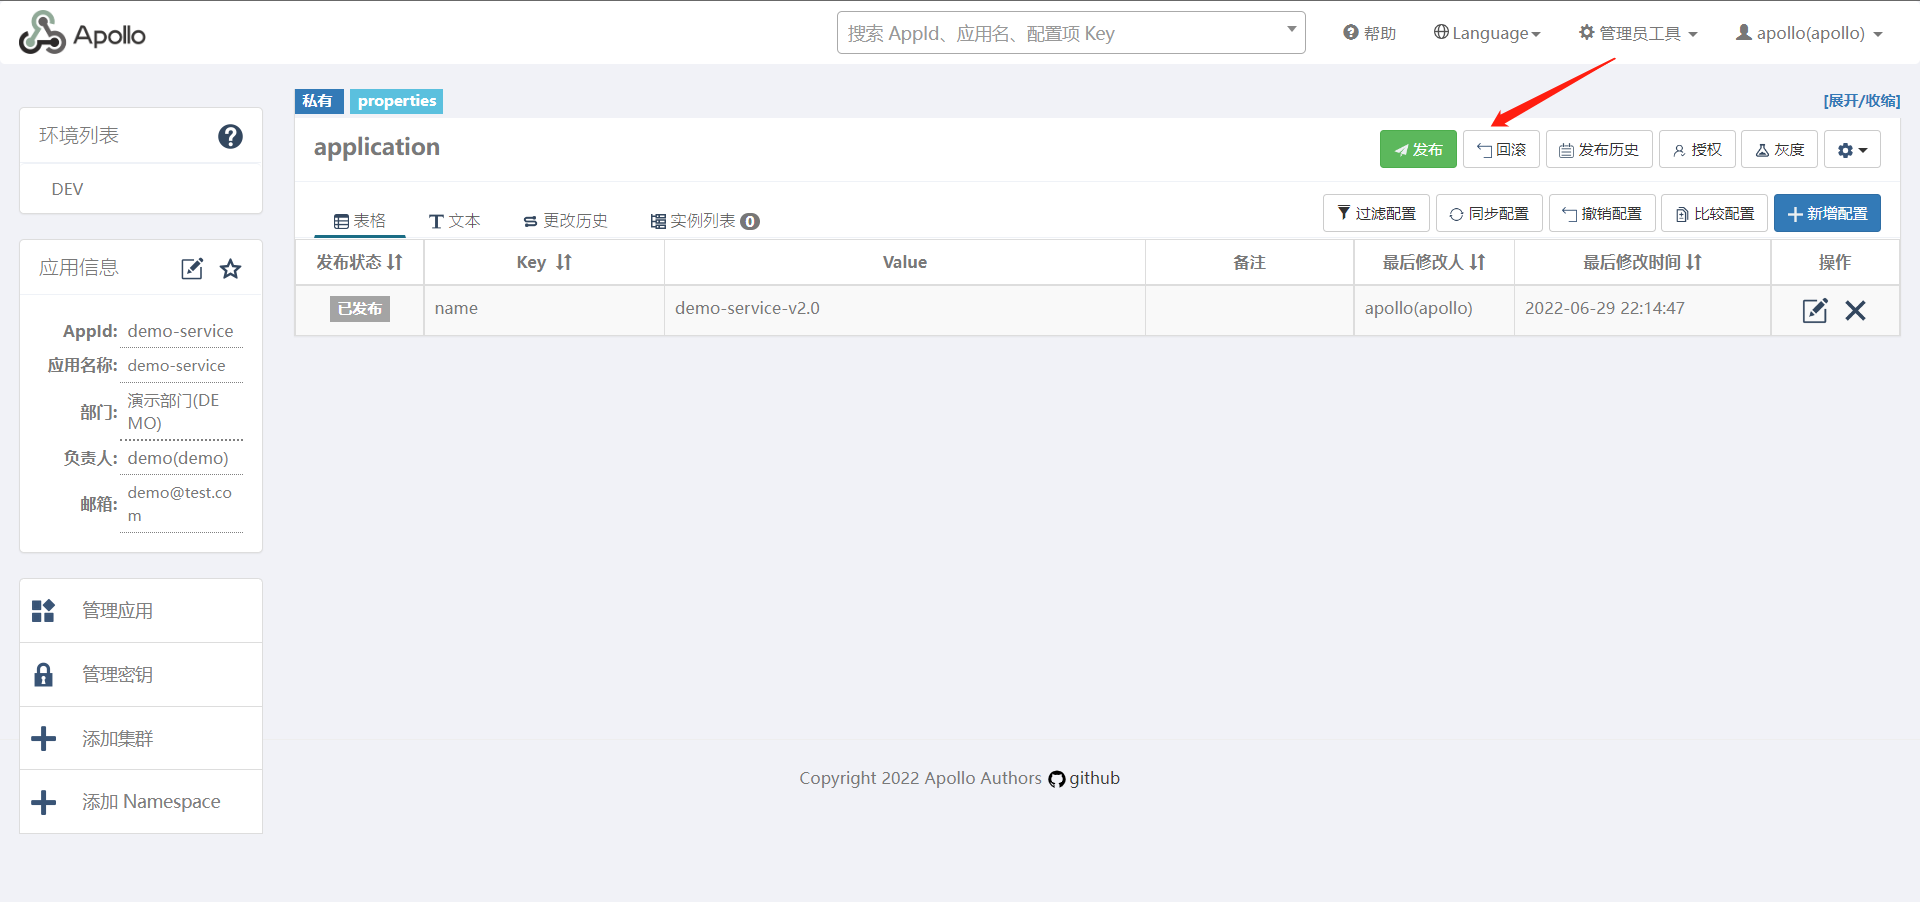 Apollo
搜索 AppId、应用名、配置项 Key
帮助
Language
管理员工具
apollo(apollo)
私有 properties
[展开/收缩]
环境列表
DEV
application
发布 回滚 发布历史 授权 灰度
表格 文本 更改历史 实例列表 0
过滤配置 同步配置 撤销配置 比较配置 新增配置
发布状态 Key Value 备注 最后修改人 最后修改时间 操作
已发布 name demo-service-v2.0 apollo(apollo) 2022-06-29 22:14:47
应用信息
AppId: demo-service
应用名称: demo-service
部门: 演示部门(DE
MO)
负责人: demo(demo)
邮箱: demo@test.co
m
管理应用
管理密钥
添加集群
添加 Namespace
Copyright 2022 Apollo Authors github